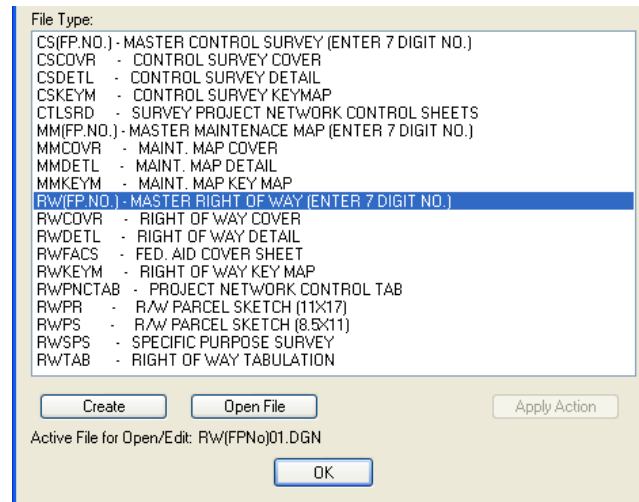 File Type:
CS(FP.NO.) - MASTER CONTROL SURVEY (ENTER 7 DIGIT NO.)
CSCOVR - CONTROL SURVEY COVER
CSDETL - CONTROL SURVEY DETAIL
CSKEYM - CONTROL SURVEY KEYMAP
CTLSRD - SURVEY PROJECT NETWORK CONTROL SHEETS
MM(FP.NO.) - MASTER MAINTENACE MAP (ENTER 7 DIGIT NO.)
MMCOVR - MAINT. MAP COVER
MMDETL - MAINT. MAP DETAIL
MMKEYM - MAINT. MAP KEY MAP
RW(FP.NO.) - MASTER RIGHT OF WAY (ENTER 7 DIGIT NO.)
RWCOVR - RIGHT OF WAY COVER
RWDETL - RIGHT OF WAY DETAIL
RWFACS - FED. AID COVER SHEET
RWKEYM - RIGHT OF WAY KEY MAP
RWPNCTAB - PROJECT NETWORK CONTROL TAB
RWPR - R/W PARCEL SKETCH (11X17)
RWPS - R/W PARCEL SKETCH (8.5X11)
RWSPS - SPECIFIC PURPOSE SURVEY
RWTAB - RIGHT OF WAY TABULATION
Create Open File Apply Action
Active File for Open/Edit: RW(FPNo)01.DGN
OK